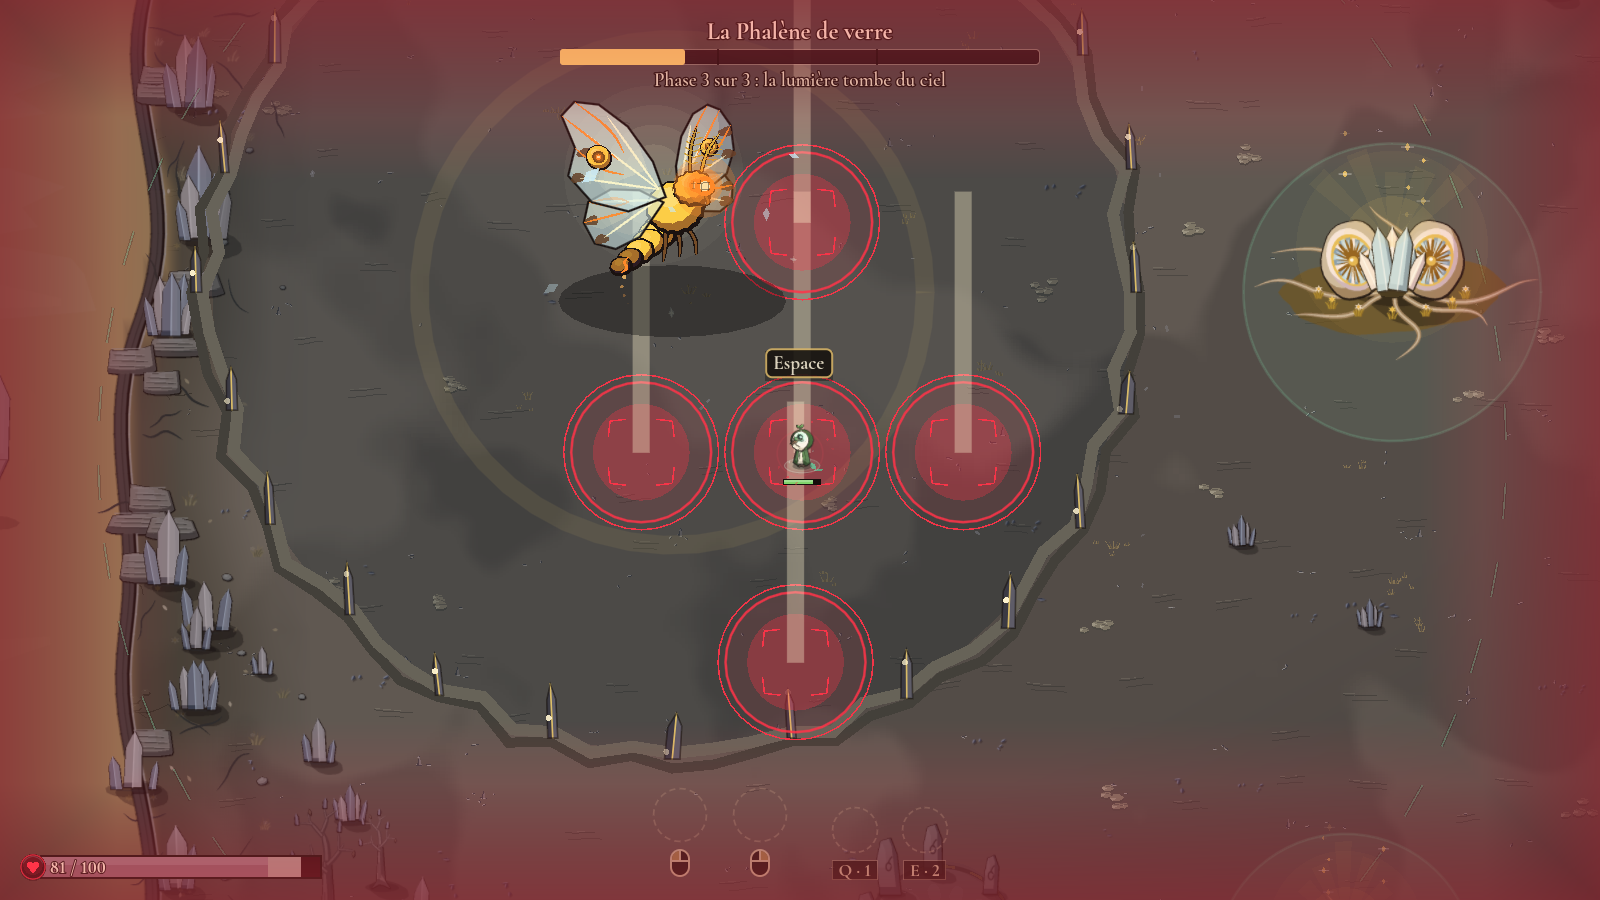 La Phalène de verre
Phase 3 sur 3 : la lumière tombe du ciel
Espace
81 / 100
Q · 1
E · 2